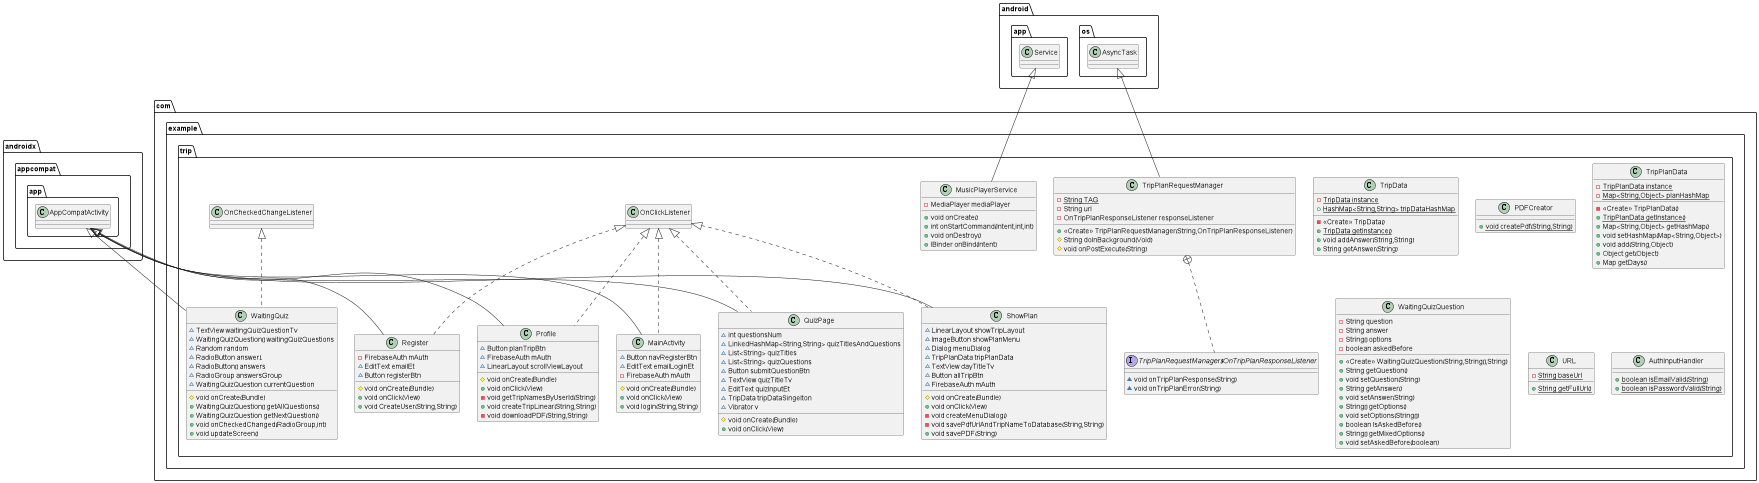 android
app
os
C Service
C AsyncTask
com
example
androidx
trip
appcompat
app
C AppCompatActivity
C OnCheckedChangeListener
C OnClickListener
C MusicPlayerService
MediaPlayer mediaPlayer
void onCreate()
int onStartCommand(Intent,int,int)
void onDestroy()
IBinder onBind(Intent)
C TripPlanRequestManager
String TAG
String url
OnTripPlanResponseListener responseListener
«Create» TripPlanRequestManager(String,OnTripPlanResponseListener)
String doInBackground(Void)
void onPostExecute(String)
C TripData
TripData instance
HashMap<String,String> tripDataHashMap
«Create» TripData()
TripData getInstance()
void addAnswer(String,String)
String getAnswer(String)
C PDFCreator
void createPdf(String,String)
C TripPlanData
TripPlanData instance
Map<String,Object> planHashMap
«Create» TripPlanData()
TripPlanData getInstance()
Map<String,Object> getHashMap()
void setHashMap(Map<String,Object>)
void add(String,Object)
Object get(Object)
Map getDays()
C WaitingQuiz
TextView waitingQuizQuestionTv
WaitingQuizQuestion[] waitingQuizQuestions
Random random
RadioButton answer1
RadioButton[] answers
RadioGroup answersGroup
WaitingQuizQuestion currentQuestion
void onCreate(Bundle)
WaitingQuizQuestion[] getAllQuestions()
WaitingQuizQuestion getNextQuestion()
void onCheckedChanged(RadioGroup,int)
void updateScreen()
C Register
FirebaseAuth mAuth
EditText emailEt
Button registerBtn
void onCreate(Bundle)
void onClick(View)
void CreateUser(String,String)
C Profile
Button planTripBtn
FirebaseAuth mAuth
LinearLayout scrollViewLayout
void onCreate(Bundle)
void onClick(View)
void getTripNamesByUserId(String)
void createTripLinear(String,String)
void downloadPDF(String,String)
C MainActivity
Button navRegisterBtn
EditText emailLoginEt
FirebaseAuth mAuth
void onCreate(Bundle)
void onClick(View)
void login(String,String)
C QuizPage
int questionsNum
LinkedHashMap<String,String> quizTitlesAndQuestions
List<String> quizTitles
List<String> quizQuestions
Button submitQuestionBtn
TextView quizTitleTv
EditText quizInputEt
TripData tripDataSingelton
Vibrator v
void onCreate(Bundle)
void onClick(View)
C ShowPlan
LinearLayout showTripLayout
ImageButton showPlanMenu
Dialog menuDialog
TripPlanData tripPlanData
TextView dayTitleTv
Button allTripBtn
FirebaseAuth mAuth
void onCreate(Bundle)
void onClick(View)
void createMenuDialog()
void savePdfUrlAndTripNameToDatabase(String,String)
void savePDF(String)
I TripPlanRequestManager$OnTripPlanResponseListener
void onTripPlanResponse(String)
void onTripPlanError(String)
C WaitingQuizQuestion
String question
String answer
String[] options
boolean askedBefore
«Create» WaitingQuizQuestion(String,String[],String)
String getQuestion()
void setQuestion(String)
String getAnswer()
void setAnswer(String)
String[] getOptions()
void setOptions(String[])
boolean isAskedBefore()
String[] getMixedOptions()
void setAskedBefore(boolean)
C URL
String baseUrl
String getFullUrl()
C AuthInputHandler
boolean isEmailValid(String)
boolean isPasswordValid(String)